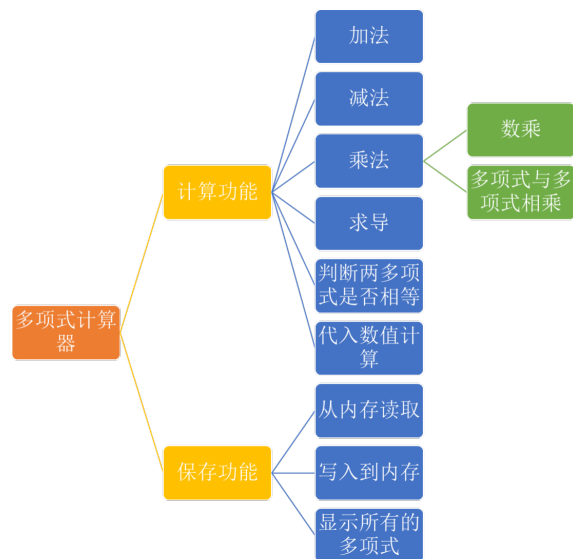 加法
减法
乘法
数乘
多项式与多
项式相乘
计算功能
求导
判断两多项
式是否相等
代入数值计
算
多项式计算
器
从内存读取
保存功能
写入到内存
显示所有的
多项式